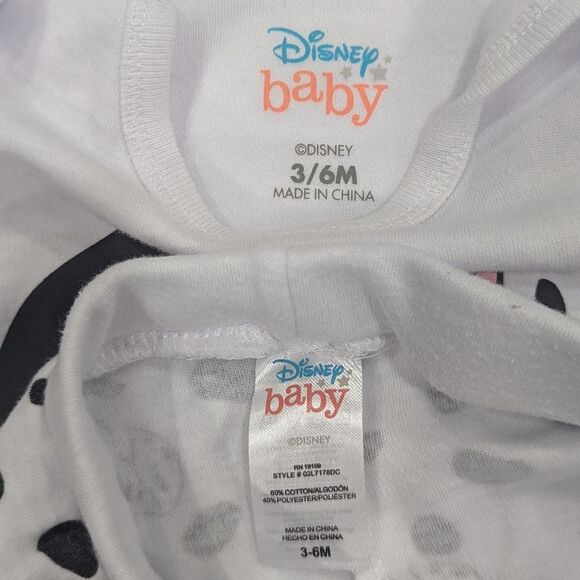 Disney
baby
©DISNEY
3/6M
MADE IN CHINA
Disney
baby
©DISNEY
RN 19109
STYLE # 02L7176DC
60% COTTON/ALGODÓN
40% POLYESTER/POLIÉSTER
MADE IN CHINA
HECHO EN CHINA
3-6M